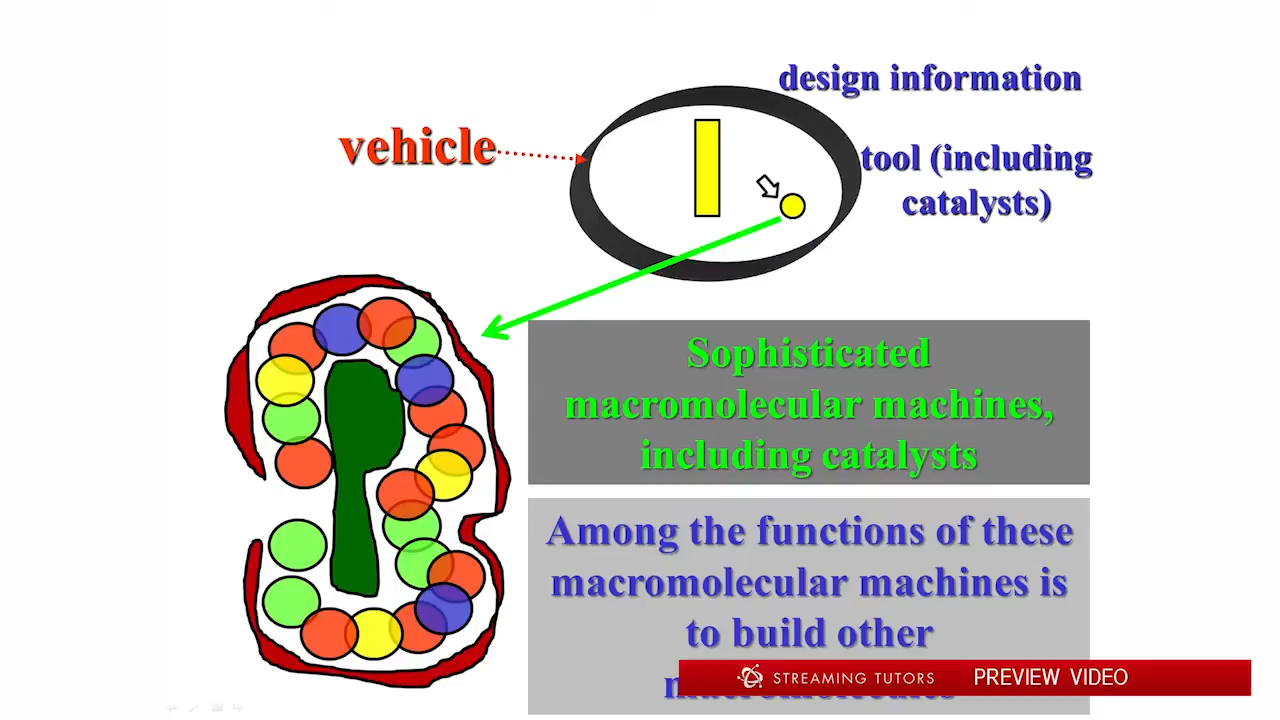 design information
vehicle
tool (including
catalysts)
Sophisticated
macromolecular machines,
including catalysts
Among the functions of these
macromolecular machines is
to build other
STREAMING TUTORS PREVIEW VIDEO